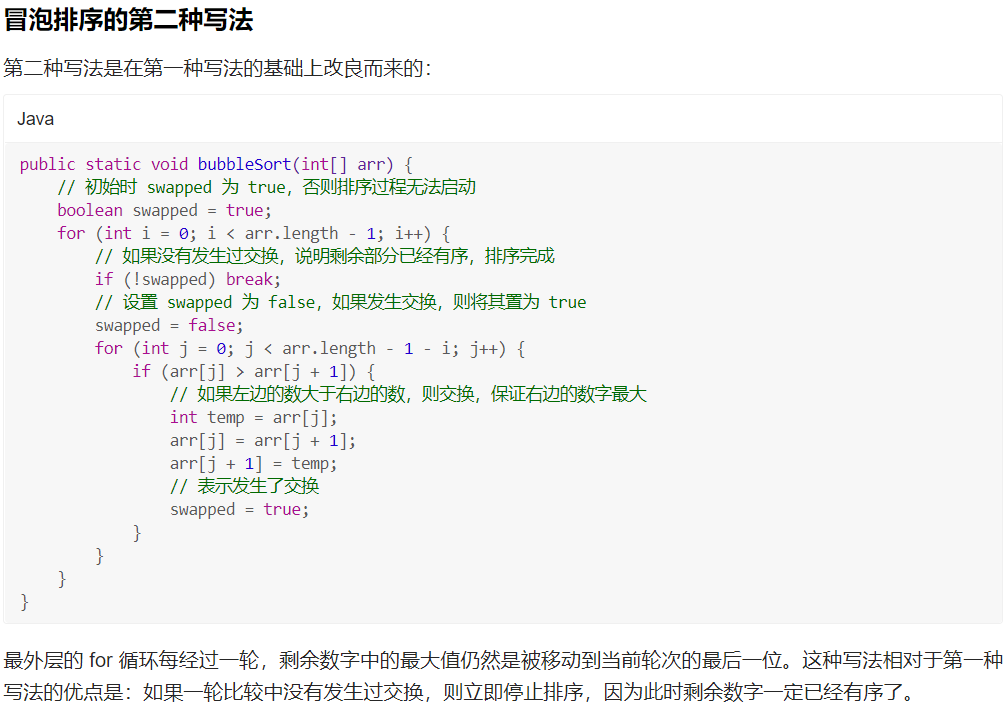 冒泡排序的第二种写法
第二种写法是在第一种写法的基础上改良而来的：
Java
public static void bubbleSort(int[] arr) {
    // 初始时 swapped 为 true，否则排序过程无法启动
    boolean swapped = true;
    for (int i = 0; i < arr.length - 1; i++) {
        // 如果没有发生过交换，说明剩余部分已经有序，排序完成
        if (!swapped) break;
        // 设置 swapped 为 false，如果发生交换，则将其置为 true
        swapped = false;
        for (int j = 0; j < arr.length - 1 - i; j++) {
            if (arr[j] > arr[j + 1]) {
                // 如果左边的数大于右边的数，则交换，保证右边的数字最大
                int temp = arr[j];
                arr[j] = arr[j + 1];
                arr[j + 1] = temp;
                // 表示发生了交换
                swapped = true;
            }
        }
    }
}
最外层的 for 循环每经过一轮，剩余数字中的最大值仍然是被移动到当前轮次的最后一位。这种写法相对于第一种
写法的优点是：如果一轮比较中没有发生过交换，则立即停止排序，因为此时剩余数字一定已经有序了。